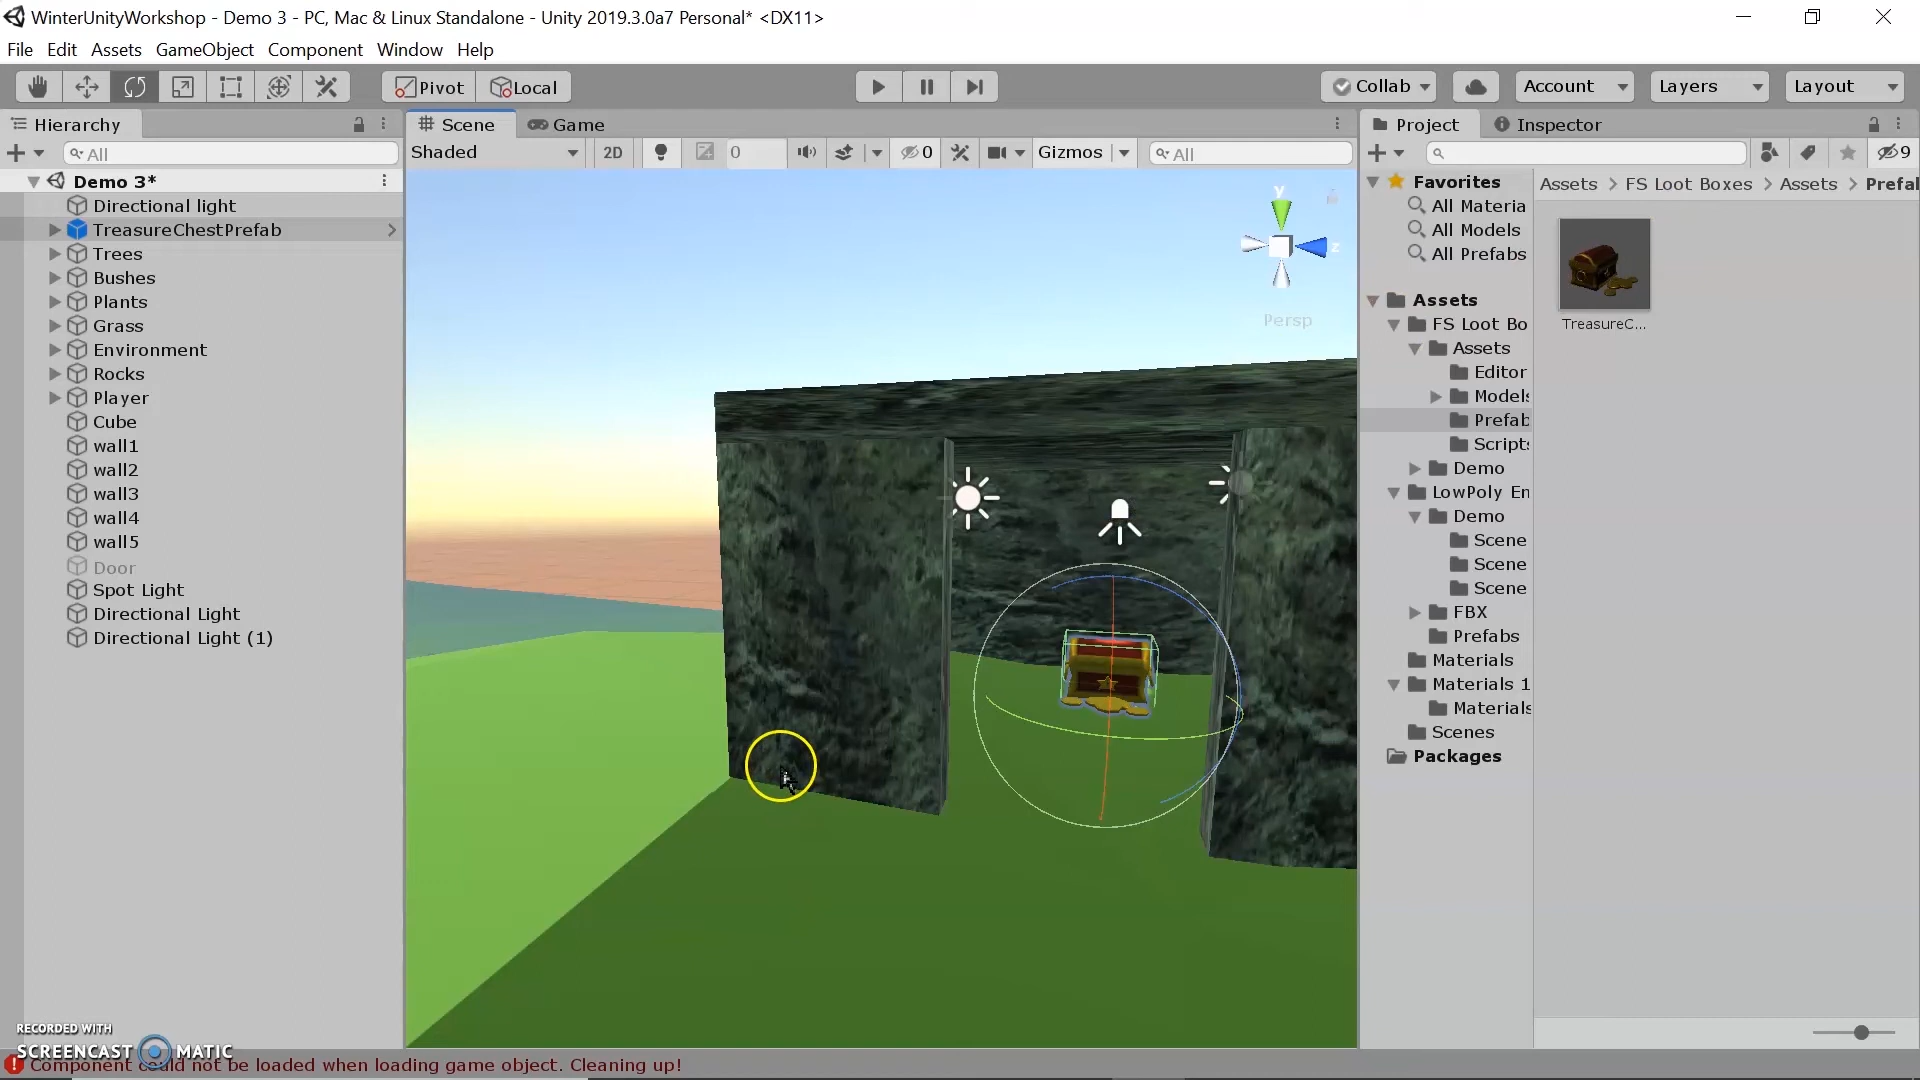 WinterUnityWorkshop - Demo 3 - PC, Mac & Linux Standalone - Unity 2019.3.0a7 Personal* <DX11>
File Edit Assets GameObject Component Window Help
Pivot Local Collab Account Layers Layout
Hierarchy Scene Game Project Inspector
All Shaded 2D 0 0 Gizmos All 9
Demo 3*
Directional light
TreasureChestPrefab
Trees
Bushes
Plants
Grass
Environment
Rocks
Player
Cube
wall1
wall2
wall3
wall4
wall5
Door
Spot Light
Directional Light
Directional Light (1)
y
z
Persp
Favorites
All Materia
All Models
All Prefabs
Assets
FS Loot Bo
Assets
Editor
Models
Prefab
Scripts
Demo
LowPoly En
Demo
Scene
Scene
Scene
FBX
Prefabs
Materials
Materials 1
Materials
Scenes
Packages
Assets > FS Loot Boxes > Assets > Prefal
TreasureC...
RECORDED WITH
SCREENCAST MATIC
Component could not be loaded when loading game object. Cleaning up!